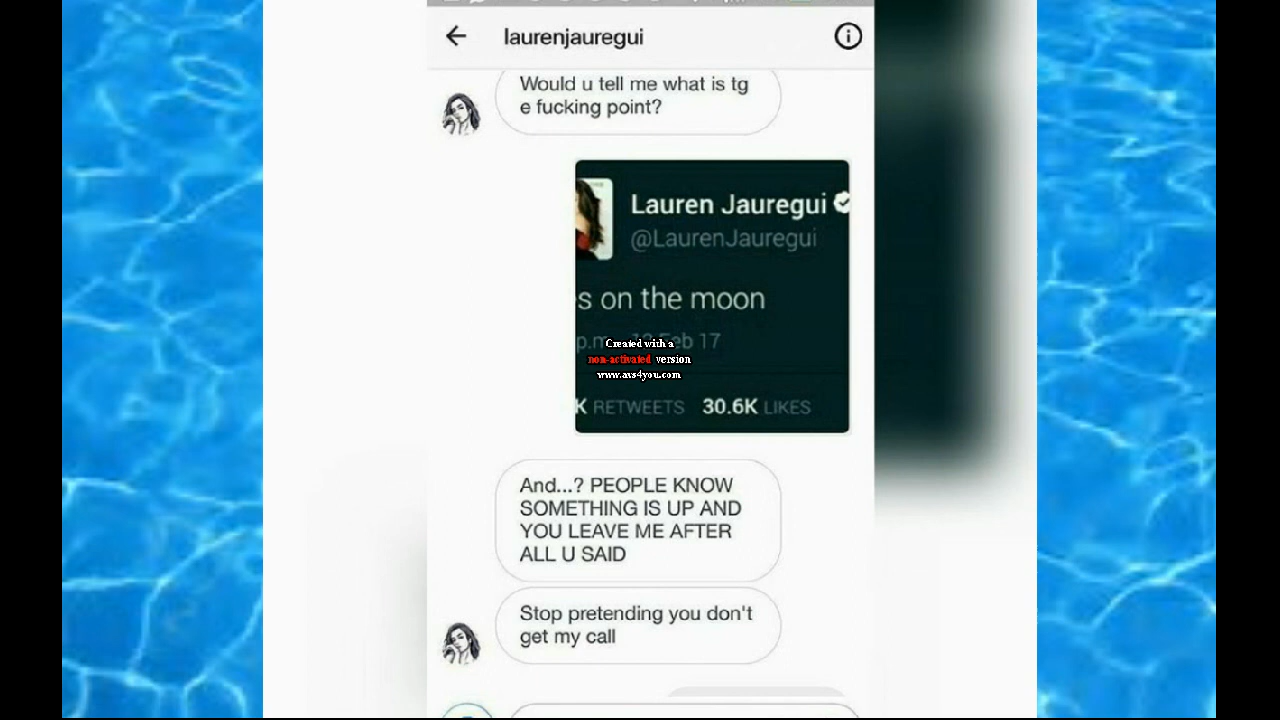 laurenjauregui
Would u tell me what is tg
e fucking point?
Lauren Jauregui
@LaurenJauregui
s on the moon
p.m. Feb 17
Created with a
non-activated version
www.avs4you.com
K RETWEETS 30.6K LIKES
And...? PEOPLE KNOW
SOMETHING IS UP AND
YOU LEAVE ME AFTER
ALL U SAID
Stop pretending you don't
get my call